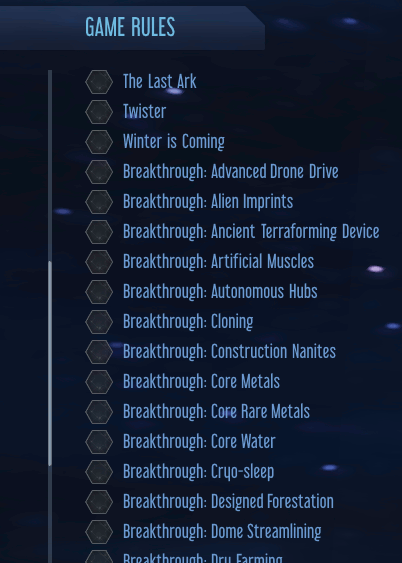 GAME RULES
The Last Ark
Twister
Winter is Coming
Breakthrough: Advanced Drone Drive
Breakthrough: Alien Imprints
Breakthrough: Ancient Terraforming Device
Breakthrough: Artificial Muscles
Breakthrough: Autonomous Hubs
Breakthrough: Cloning
Breakthrough: Construction Nanites
Breakthrough: Core Metals
Breakthrough: Core Rare Metals
Breakthrough: Core Water
Breakthrough: Cryo-sleep
Breakthrough: Designed Forestation
Breakthrough: Dome Streamlining
Breakthrough: Dry Farming